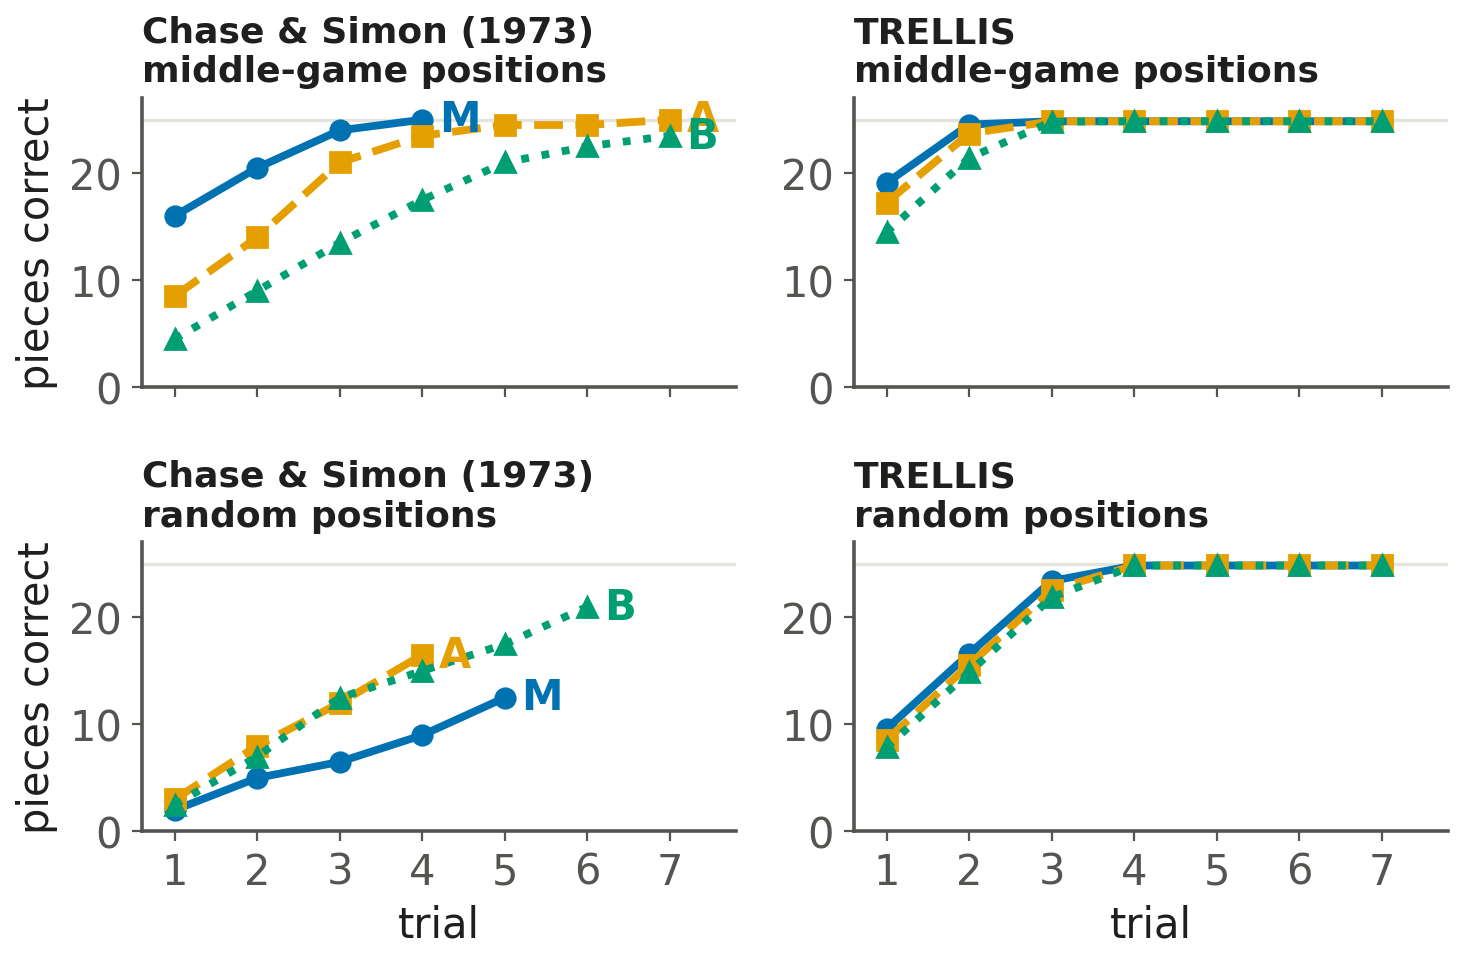 Chase & Simon (1973)
middle-game positions
TRELLIS
middle-game positions
pieces correct
20
10
0
M
A
B
20
10
0
Chase & Simon (1973)
random positions
TRELLIS
random positions
pieces correct
20
10
0
B
A
M
20
10
0
1 2 3 4 5 6 7
1 2 3 4 5 6 7
trial
trial